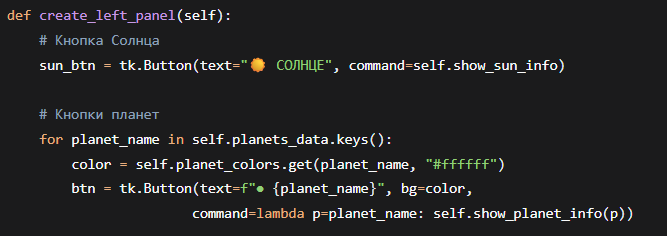 def create_left_panel(self):
    # Кнопка Солнца
    sun_btn = tk.Button(text="🌞 СОЛНЦЕ", command=self.show_sun_info)

    # Кнопки планет
    for planet_name in self.planets_data.keys():
        color = self.planet_colors.get(planet_name, "#ffffff")
        btn = tk.Button(text=f"● {planet_name}", bg=color,
                       command=lambda p=planet_name: self.show_planet_info(p))